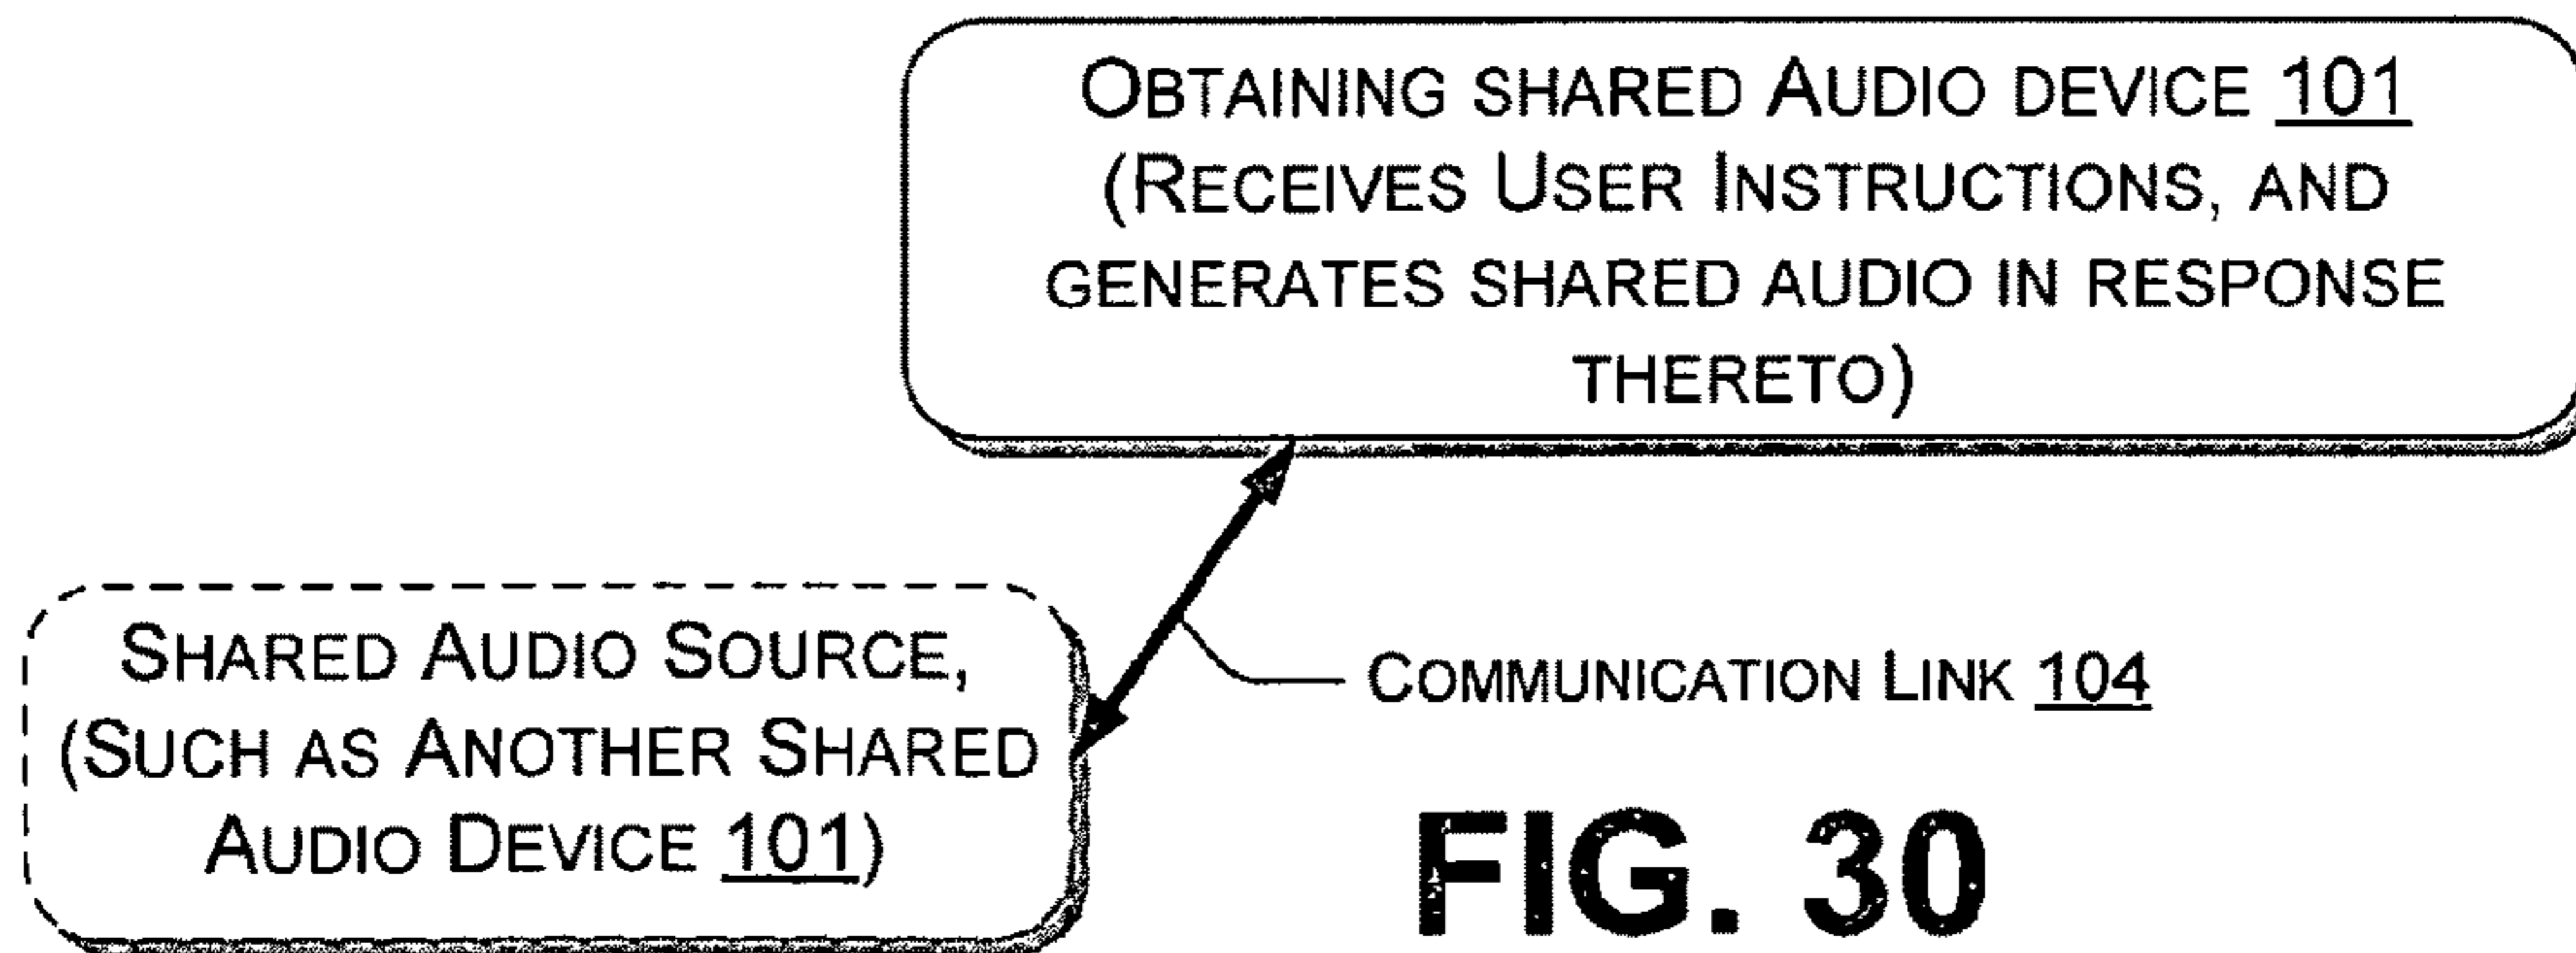 OBTAINING SHARED AUDIO DEVICE 101
(RECEIVES USER INSTRUCTIONS, AND
GENERATES SHARED AUDIO IN RESPONSE
THERETO)
SHARED AUDIO SOURCE,
(SUCH AS ANOTHER SHARED
AUDIO DEVICE 101)
COMMUNICATION LINK 104
FIG. 30